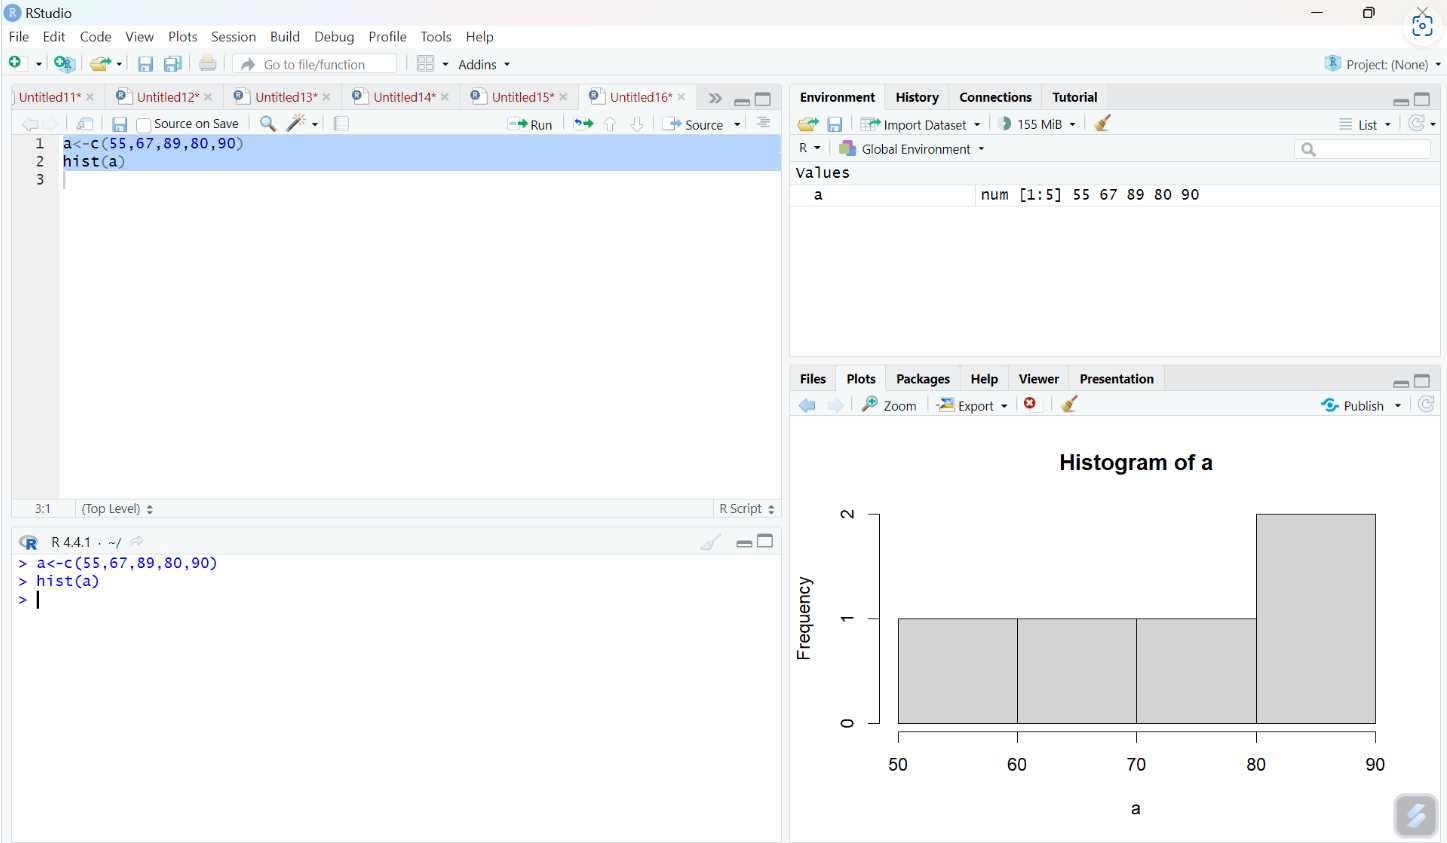 RStudio
File Edit Code View Plots Session Build Debug Profile Tools Help
Go to file/function Addins Project: (None)
Untitled11* Untitled12* Untitled13* Untitled14* Untitled15* Untitled16*
Source on Save Run Source
1 a<-c(55,67,89,80,90)
2 hist(a)
3
3:1 (Top Level) R Script
R 4.4.1 · ~/
> a<-c(55,67,89,80,90)
> hist(a)
>
Environment History Connections Tutorial
Import Dataset 155 MiB List
R Global Environment
Values
a num [1:5] 55 67 89 80 90
Files Plots Packages Help Viewer Presentation
Zoom Export Publish
Histogram of a
Frequency
2
1
0
50 60 70 80 90
a